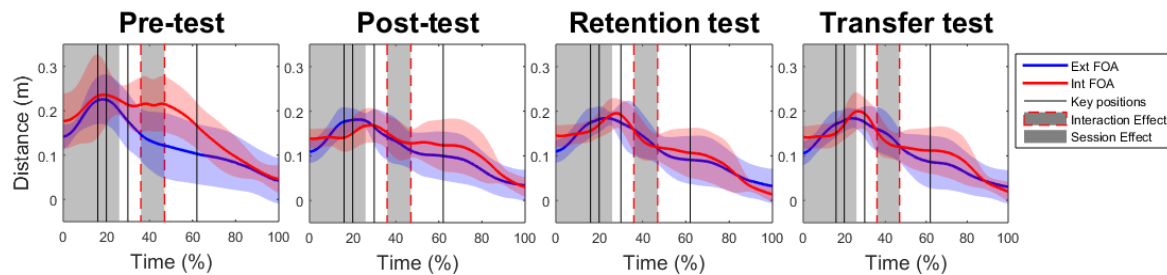 Pre-test Post-test Retention test Transfer test
Distance (m)
0.3 0.3 0.3 0.3
0.2 0.2 0.2 0.2
0.1 0.1 0.1 0.1
0 0 0 0
0 20 40 60 80 100 0 20 40 60 80 100 0 20 40 60 80 100 0 20 40 60 80 100
Time (%) Time (%) Time (%) Time (%)
Ext FOA
Int FOA
Key positions
Interaction Effect
Session Effect